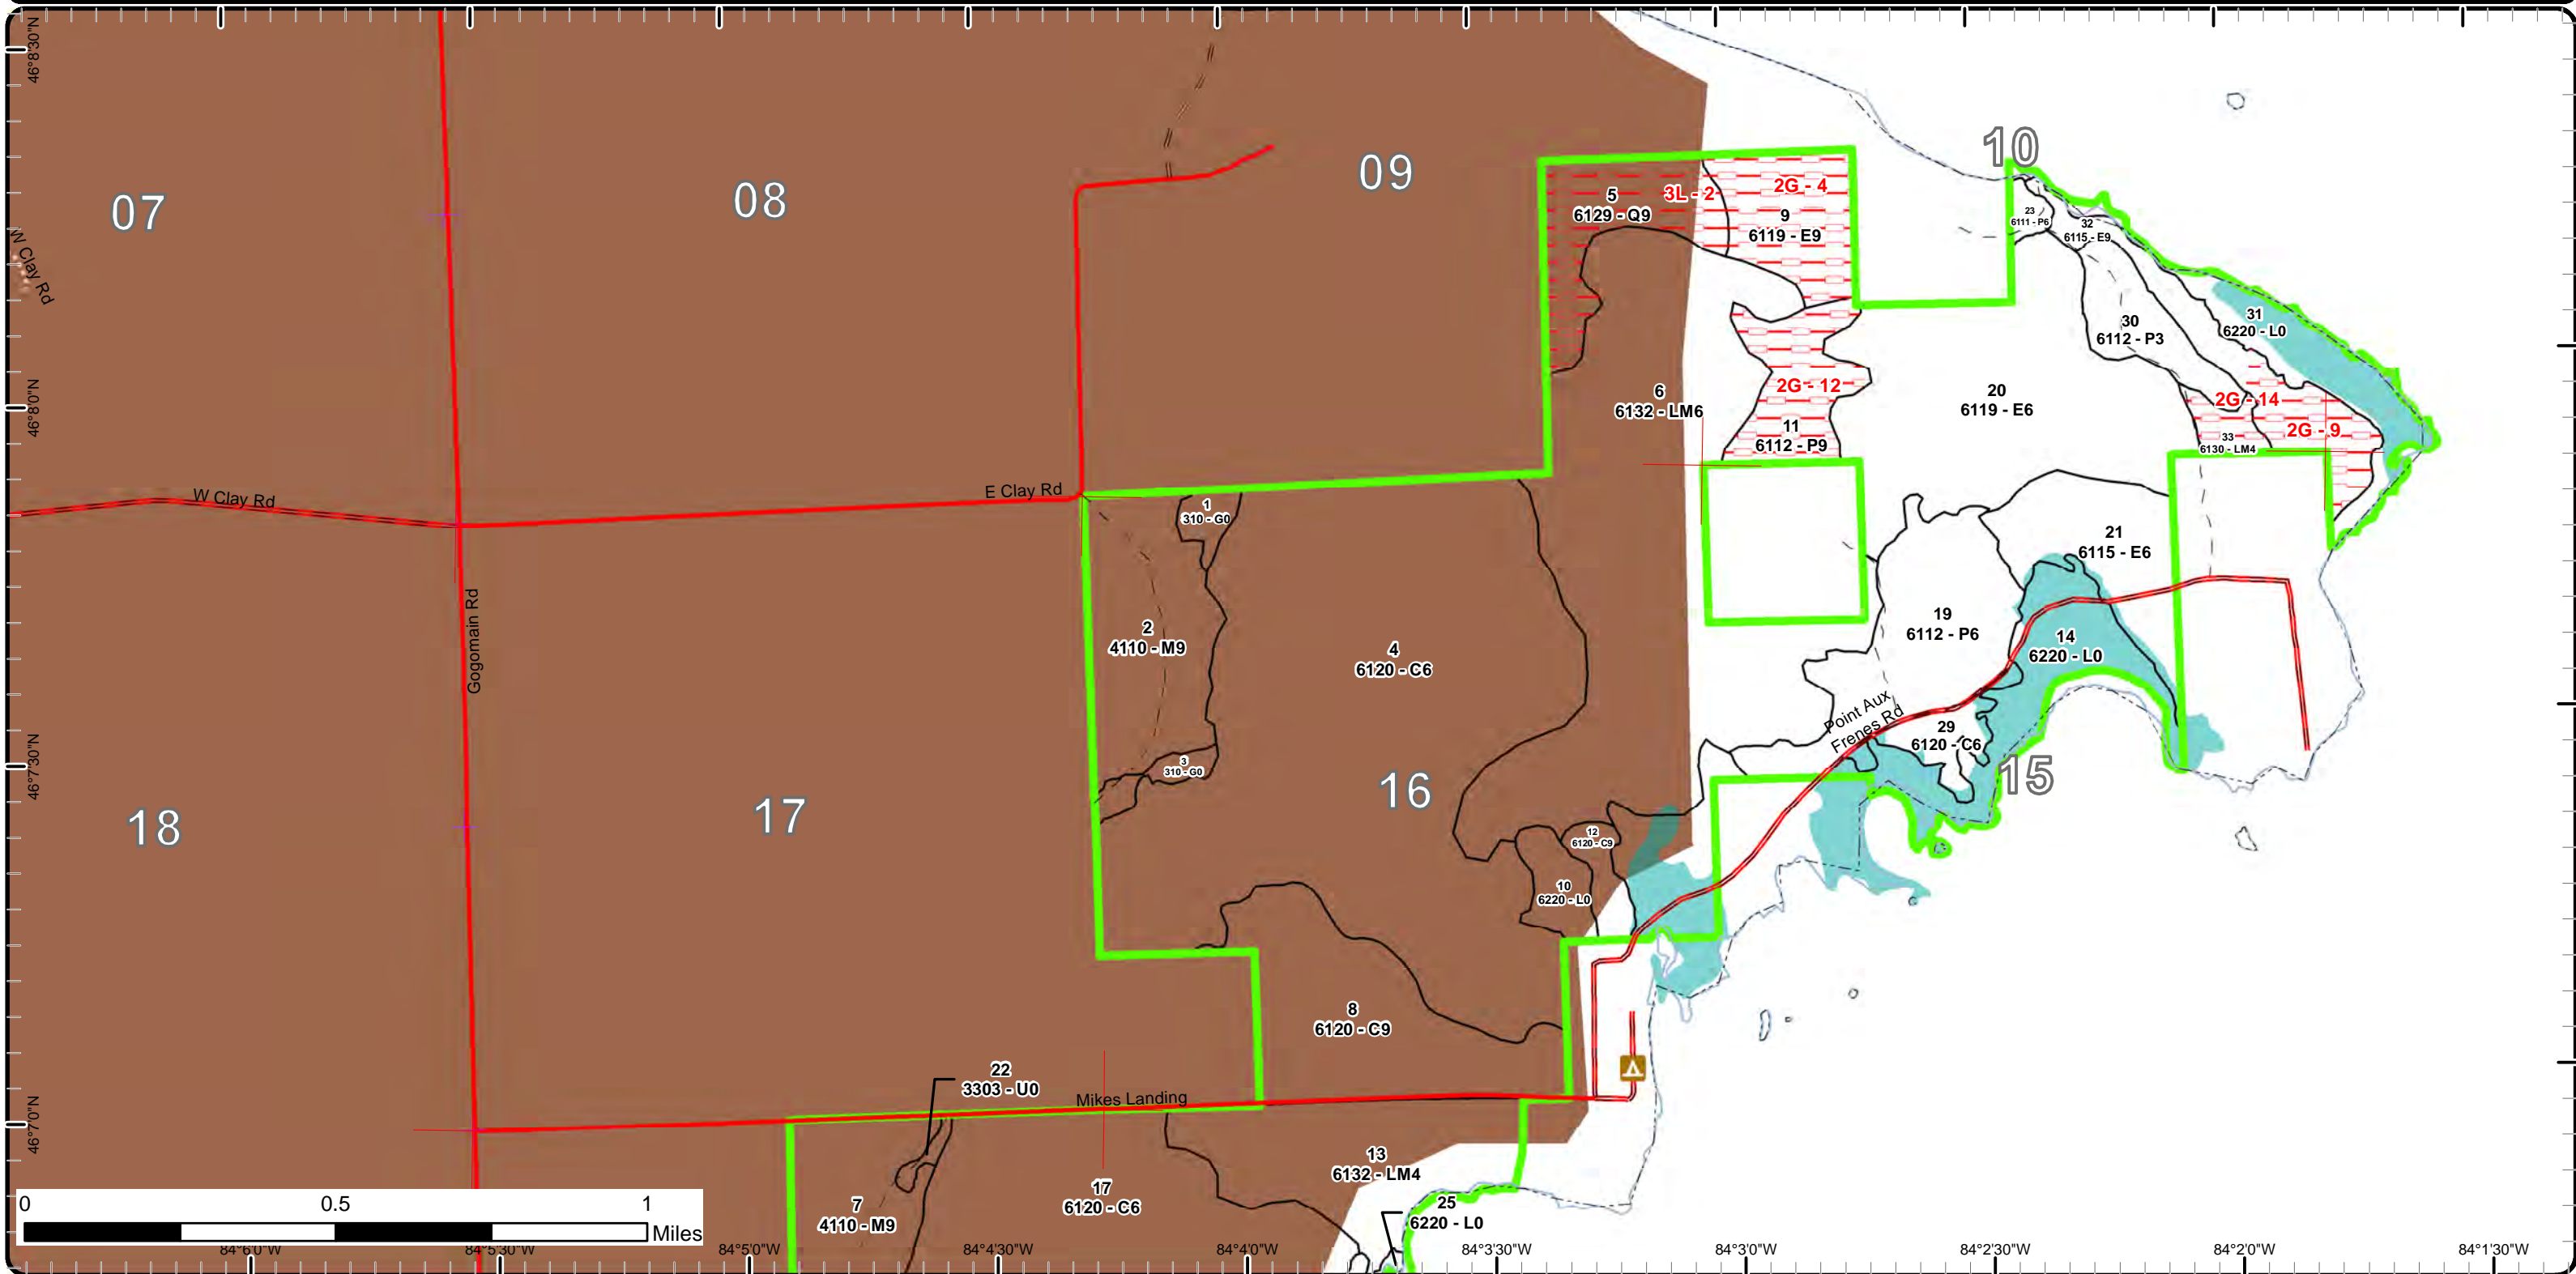 46°8'30"N
46°8'0"N
46°7'30"N
46°7'0"N
07
08
09
10
18
17
16
15
W Clay Rd
W Clay Rd
E Clay Rd
Gogomain Rd
Mikes Landing
Point Aux
Frenes Rd
5
6129 - Q9
3L - 2
2G - 4
9
6119 - E9
23
6111 - P6
32
6115 - E9
31
6220 - L0
30
6112 - P3
6
6132 - LM6
2G - 12
11
6112 - P9
20
6119 - E6
2G - 14
2G - 9
33
6130 - LM4
1
310 - G0
21
6115 - E6
2
4110 - M9
4
6120 - C6
19
6112 - P6
14
6220 - L0
29
6120 - C6
3
310 - G0
12
6120 - C9
10
6220 - L0
8
6120 - C9
22
3303 - U0
13
6132 - LM4
7
4110 - M9
17
6120 - C6
25
6220 - L0
0 0.5 1
Miles
84°6'0"W 84°5'30"W 84°5'0"W 84°4'30"W 84°4'0"W 84°3'30"W 84°3'0"W 84°2'30"W 84°2'0"W 84°1'30"W